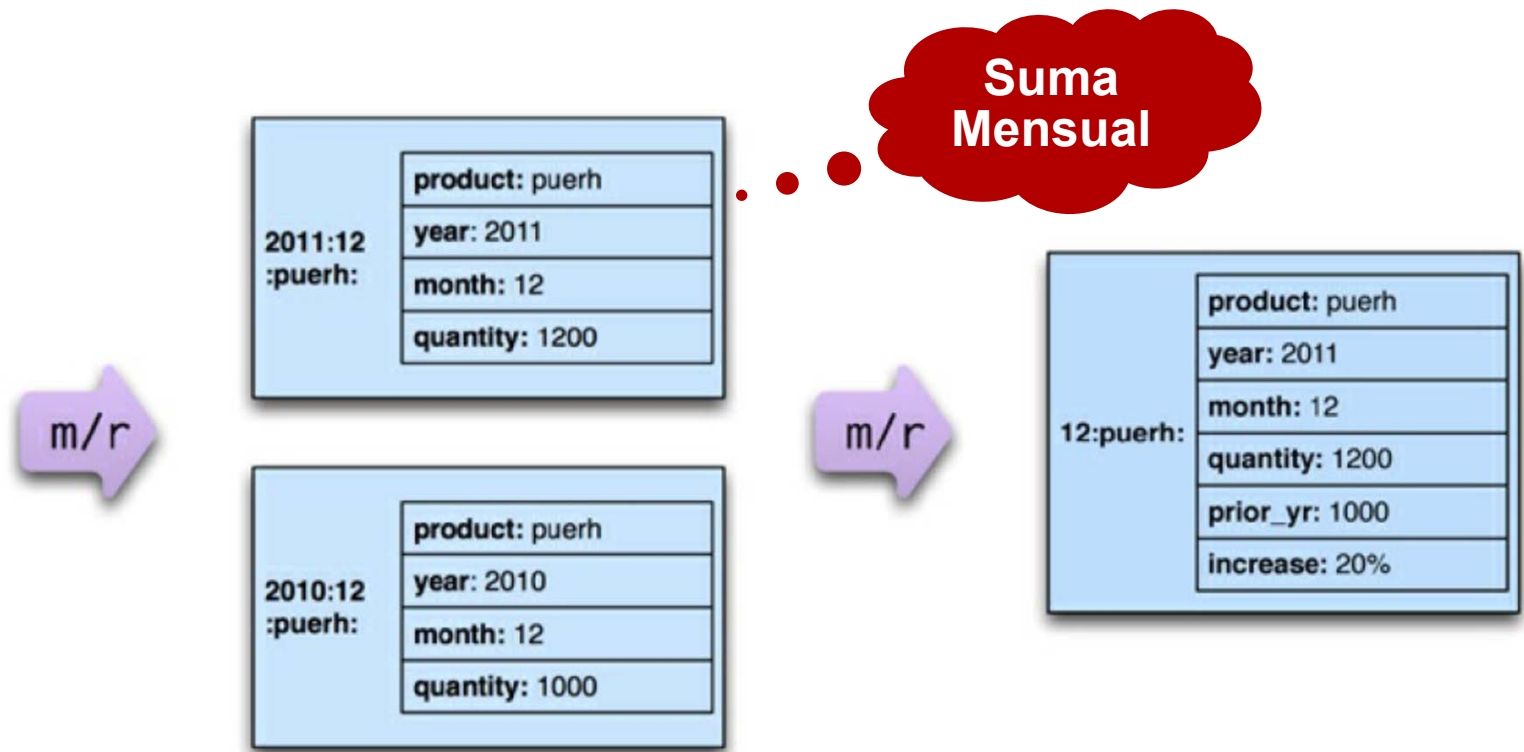 Suma
Mensual
m/r
2011:12
:puerh:
product: puerh
year: 2011
month: 12
quantity: 1200
2010:12
:puerh:
product: puerh
year: 2010
month: 12
quantity: 1000
m/r
12:puerh:
product: puerh
year: 2011
month: 12
quantity: 1200
prior_yr: 1000
increase: 20%